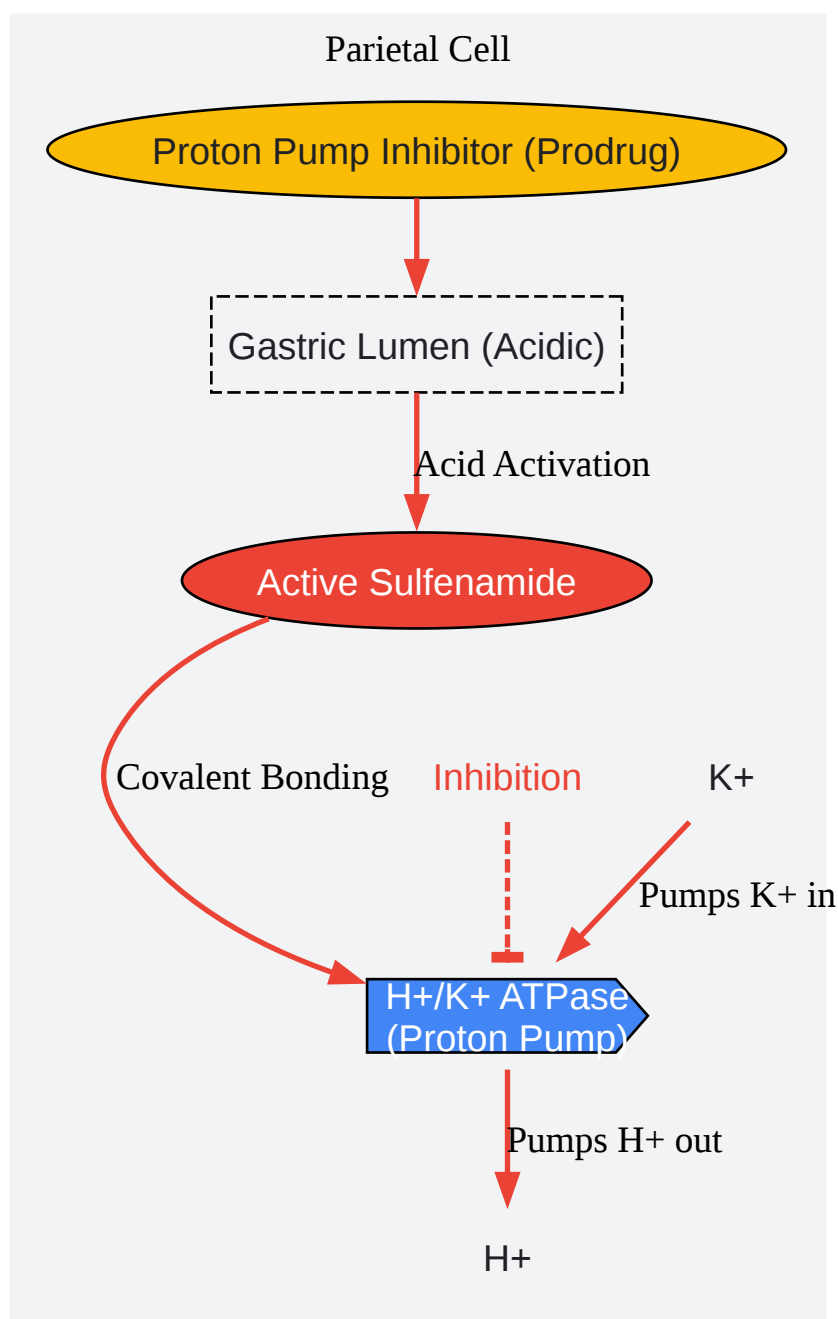 Parietal Cell
Proton Pump Inhibitor (Prodrug)
Gastric Lumen (Acidic)
Acid Activation
Active Sulfenamide
Covalent Bonding
Inhibition
K+
Pumps K+ in
H+/K+ ATPase
(Proton Pump)
Pumps H+ out
H+